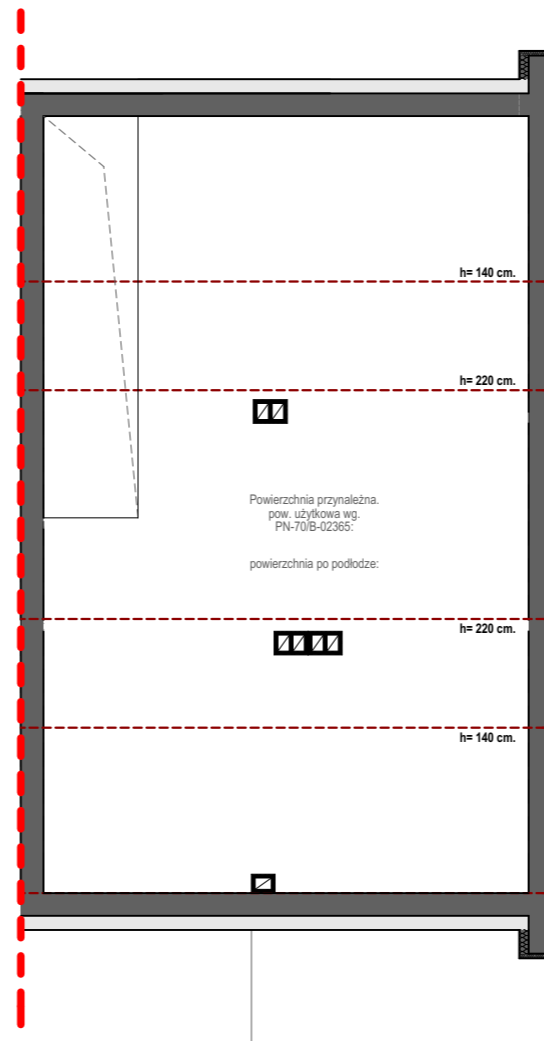 h= 140 cm.
h= 220 cm.
Powierzchnia przynależna.
pow. użytkowa wg.
PN-70/B-02365:
powierzchnia po podłodze:
h= 220 cm.
h= 140 cm.